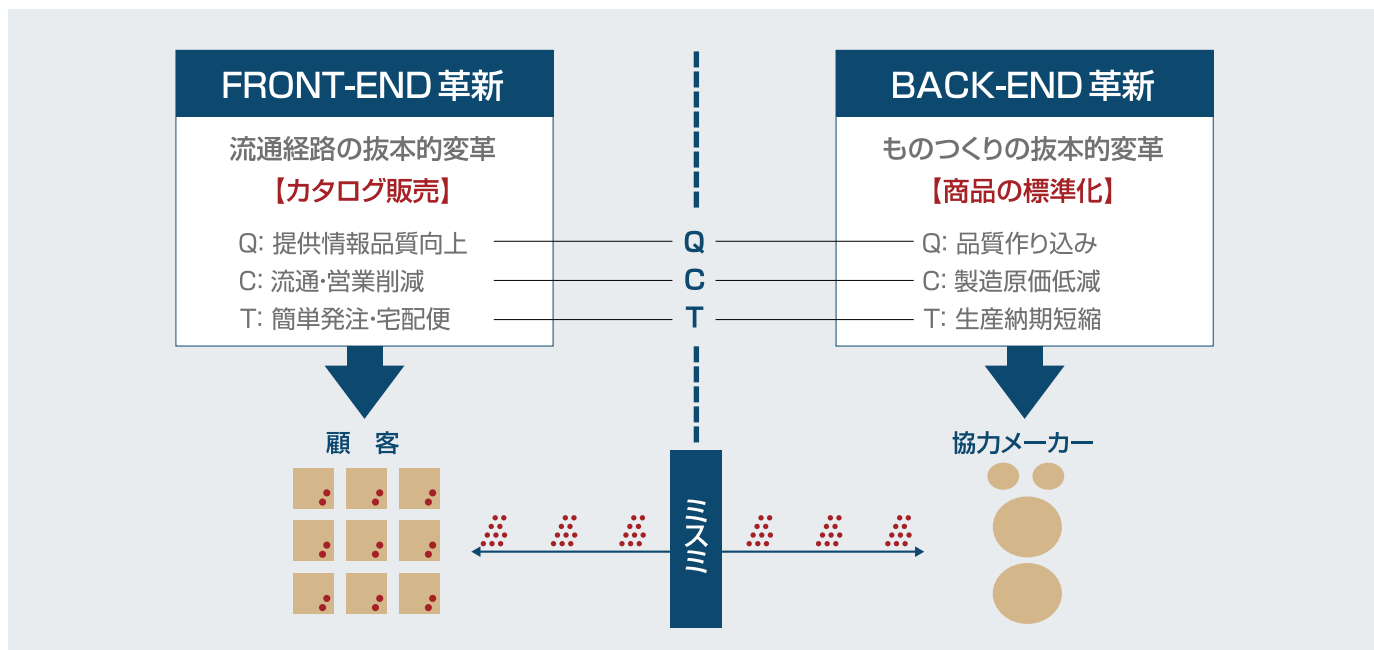 FRONT-END 革新
流通経路の抜本的変革
【カタログ販売】
Q: 提供情報品質向上
C: 流通・営業削減
T: 簡単発注・宅配便
Q
C
T
BACK-END 革新
ものつくりの抜本的変革
【商品の標準化】
Q: 品質作り込み
C: 製造原価低減
T: 生産納期短縮
顧　客
ミスミ
協力メーカー